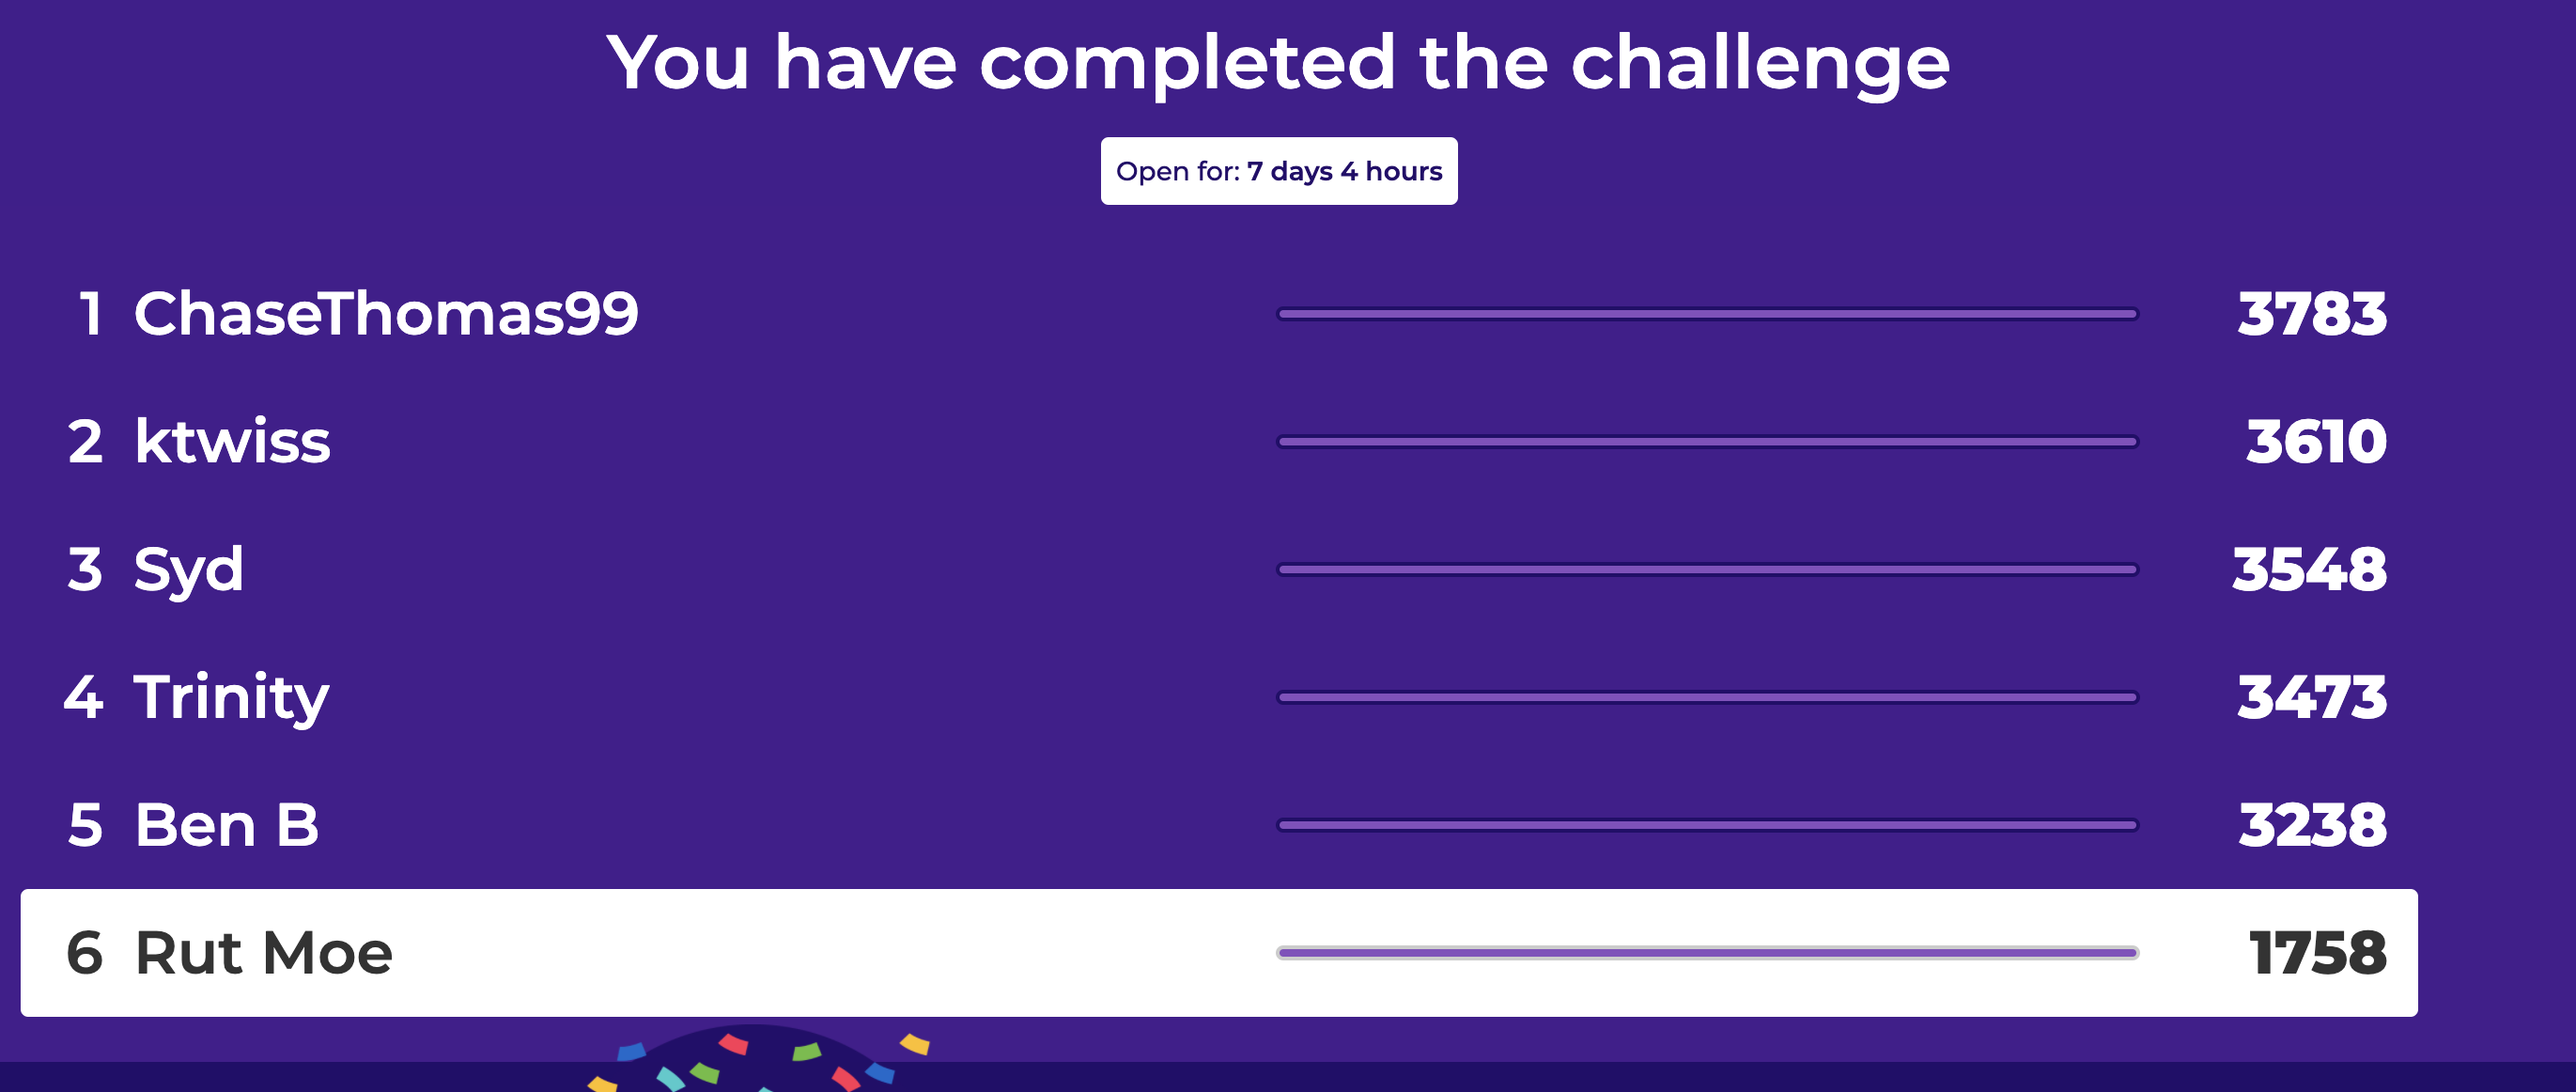 You have completed the challenge
Open for: 7 days 4 hours
1 ChaseThomas99 3783
2 ktwiss 3610
3 Syd 3548
4 Trinity 3473
5 Ben B 3238
6 Rut Moe 1758